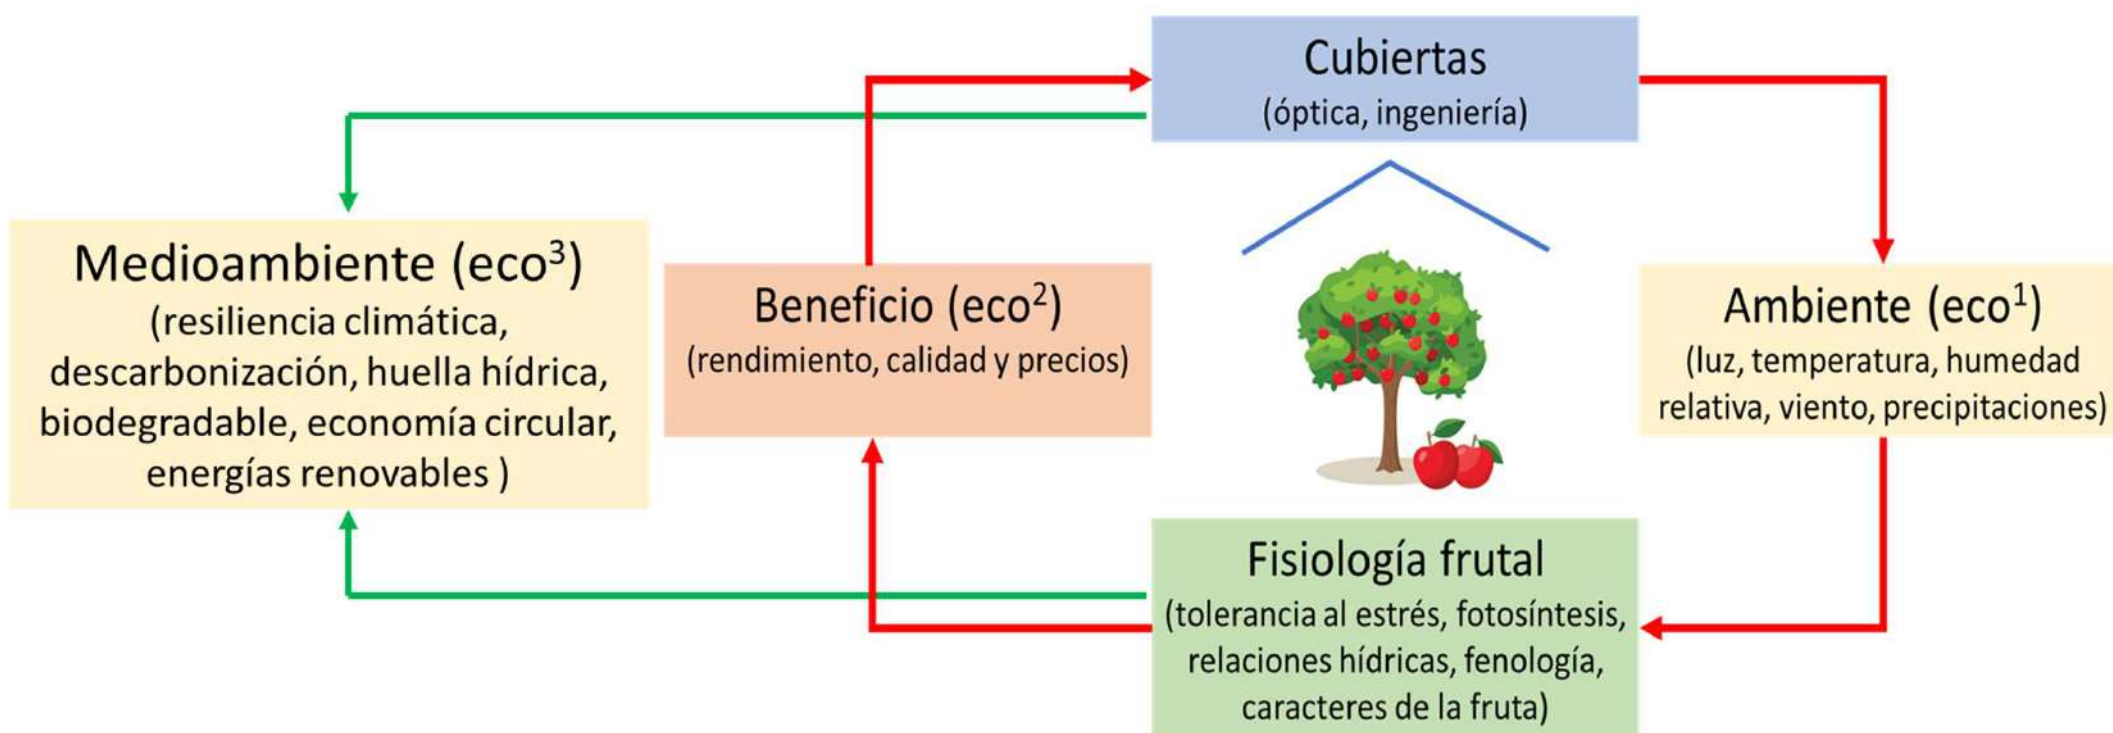 Cubiertas
(óptica, ingeniería)
Medioambiente (eco³)
(resiliencia climática,
descarbonización, huella hídrica,
biodegradable, economía circular,
energías renovables )
Beneficio (eco²)
(rendimiento, calidad y precios)
Ambiente (eco¹)
(luz, temperatura, humedad
relativa, viento, precipitaciones)
Fisiología frutal
(tolerancia al estrés, fotosíntesis,
relaciones hídricas, fenología,
caracteres de la fruta)